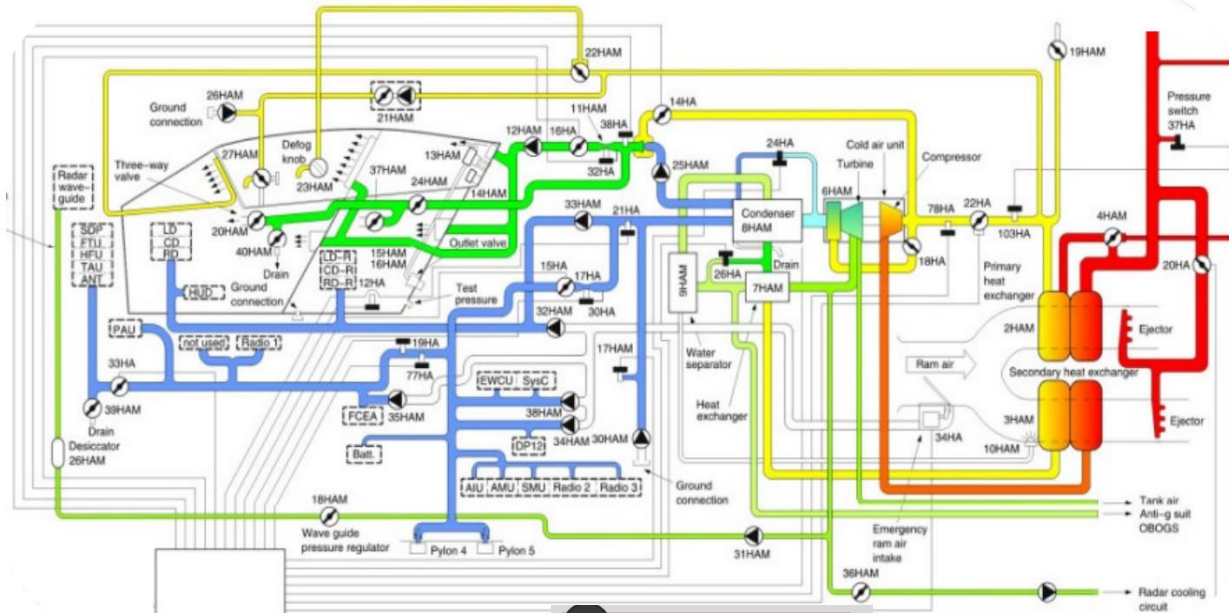 22HAM
19HAM
26HAM
Ground
connection
21HAM
11HAM
38HA
14HA
Pressure
switch
37HA
12HAM
16HA
Cold air unit
Compressor
Turbine
24HA
27HAM
Defog
knob
37HAM
13HAM
32HA
25HAM
Three-way
valve
Radar
wave-
guide
23HAM
24HAM
14HAM
6HAM
78HA
22HA
4HAM
33HAM
21HA
Condenser
8HAM
103HA
20HAM
SDP
FTU
HFU
TAU
ANT
LD
CD
RD
40HAM
Drain
LD-R
CD-R
RD-R
15HAM
16HAM
Outlet valve
12HA
15HA
17HA
9HAM
26HA
Drain
7HAM
18HA
Primary
heat
exchanger
20HA
HUD
Ground
connection
Test
pressure
30HA
2HAM
Ejector
PAU
32HAM
not used
Radio 1
19HA
17HAM
Water
separator
Ram air
Secondary heat exchanger
33HA
77HA
EWCU
SysC
39HAM
Drain
FCEA
35HAM
38HAM
34HAM
DP12
30HAM
Heat
exchanger
34HA
3HAM
10HAM
Ejector
Desiccator
26HAM
Batt.
AIU
AMU
SMU
Radio 2
Radio 3
Ground
connection
18HAM
Wave guide
pressure regulator
Pylon 4
Pylon 5
31HAM
Emergency
ram air
intake
Tank air
Anti-g suit
OBOGS
36HAM
Radar cooling
circuit